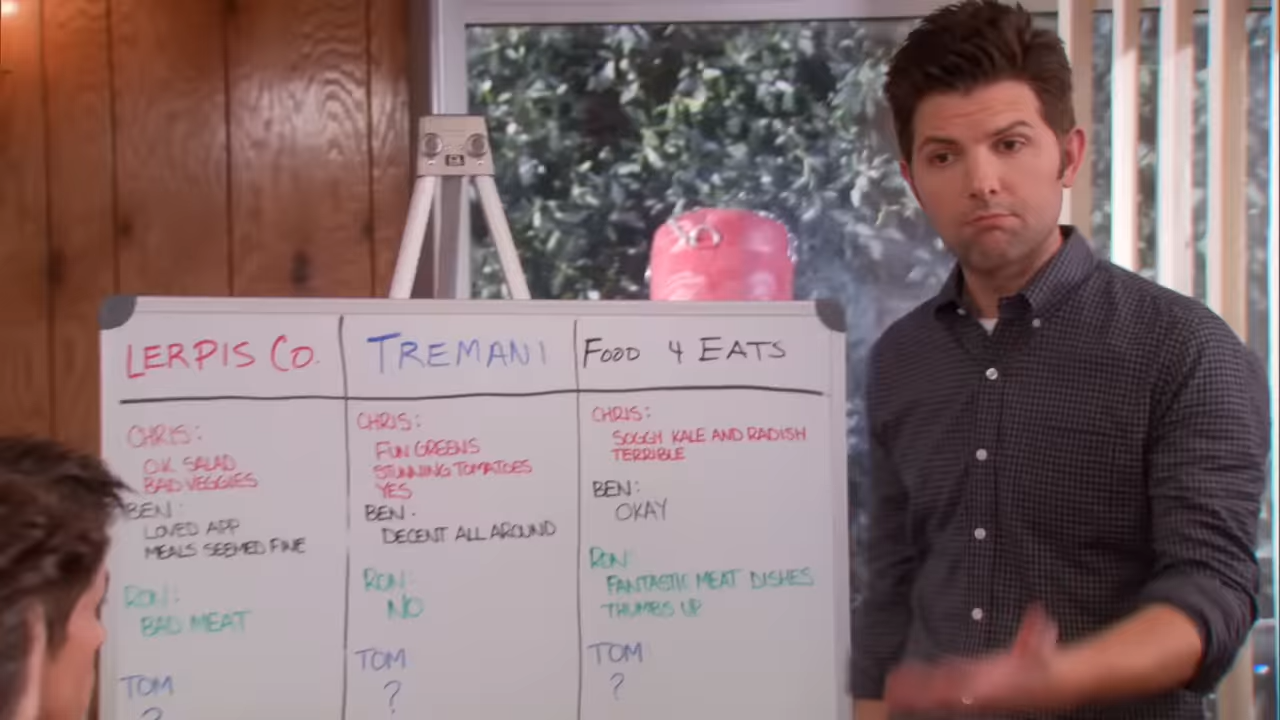 LERPIS CO.
CHRIS:
O.K. SALAD
BAD VEGGIES
BEN:
LOVED APP
MEALS SEEMED FINE
RON:
BAD MEAT
TOM
?
TREMANI
CHRIS:
FUN GREENS
STUNNING TOMATOES
YES
BEN.
DECENT ALL AROUND
RON:
NO
TOM
?
FOOD 4 EATS
CHRIS:
SOGGY KALE AND RADISH
TERRIBLE
BEN:
OKAY
RON:
FANTASTIC MEAT DISHES
THUMBS UP
TOM
?